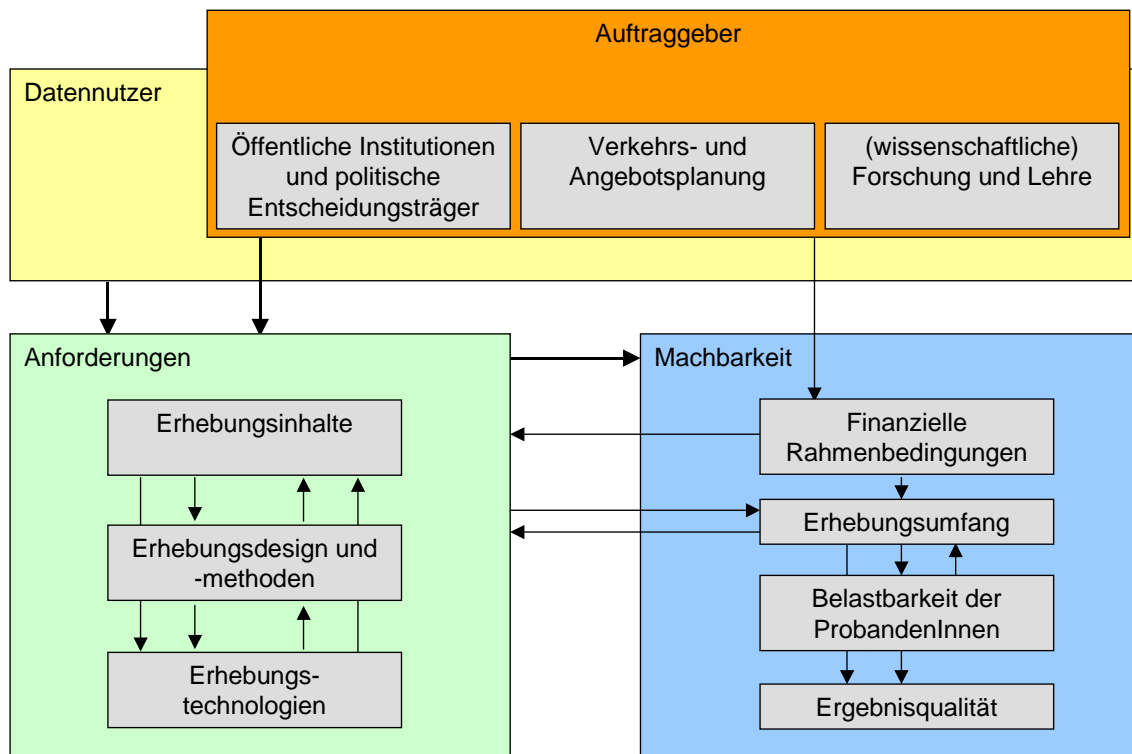 Auftraggeber
Datennutzer
Öffentliche Institutionen
und politische
Entscheidungsträger
Verkehrs- und
Angebotsplanung
(wissenschaftliche)
Forschung und Lehre
Anforderungen
Erhebungsinhalte
Erhebungsdesign und
-methoden
Erhebungs-
technologien
Machbarkeit
Finanzielle
Rahmenbedingungen
Erhebungsumfang
Belastbarkeit der
ProbandenInnen
Ergebnisqualität